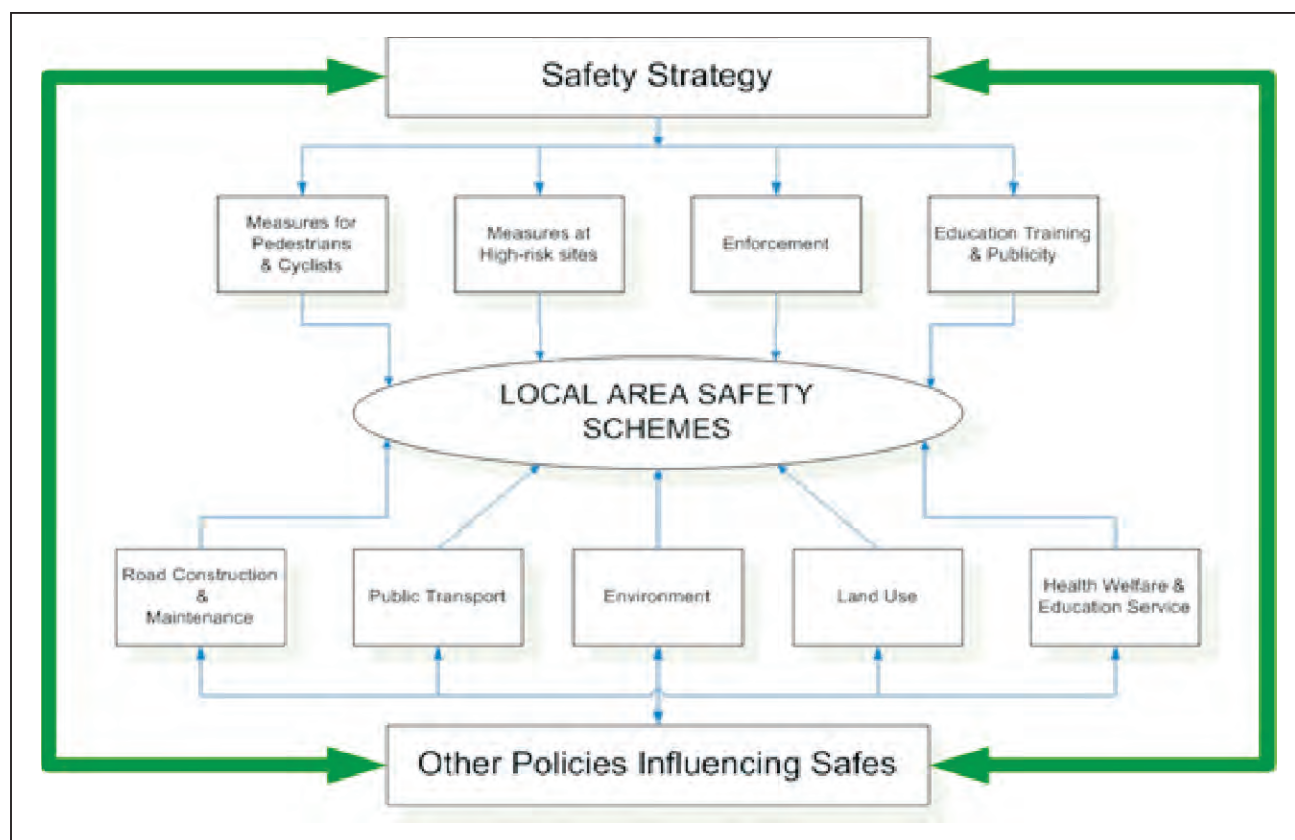 Safety Strategy
Measures for
Pedestrians
& Cyclists
Measures at
High-risk sites
Enforcement
Education Training
& Publicity
LOCAL AREA SAFETY
SCHEMES
Road Construction
&
Maintenance
Public Transport
Environment
Land Use
Health Welfare &
Education Service
Other Policies Influencing Safes